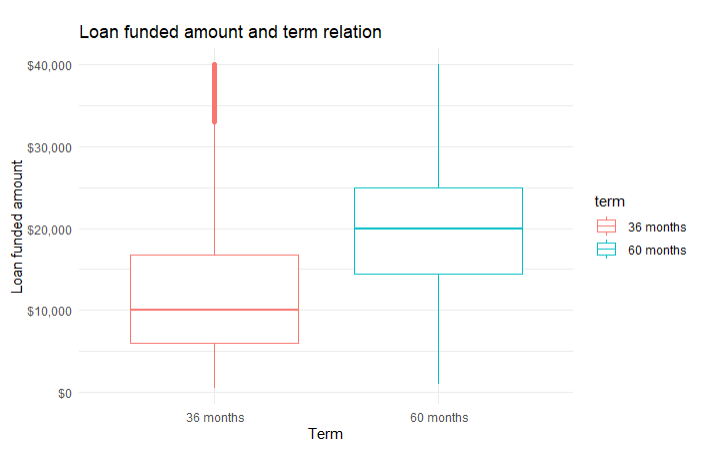 Loan funded amount and term relation
$40,000
$30,000
$20,000
$10,000
$0
Loan funded amount
36 months
60 months
Term
term
36 months
60 months